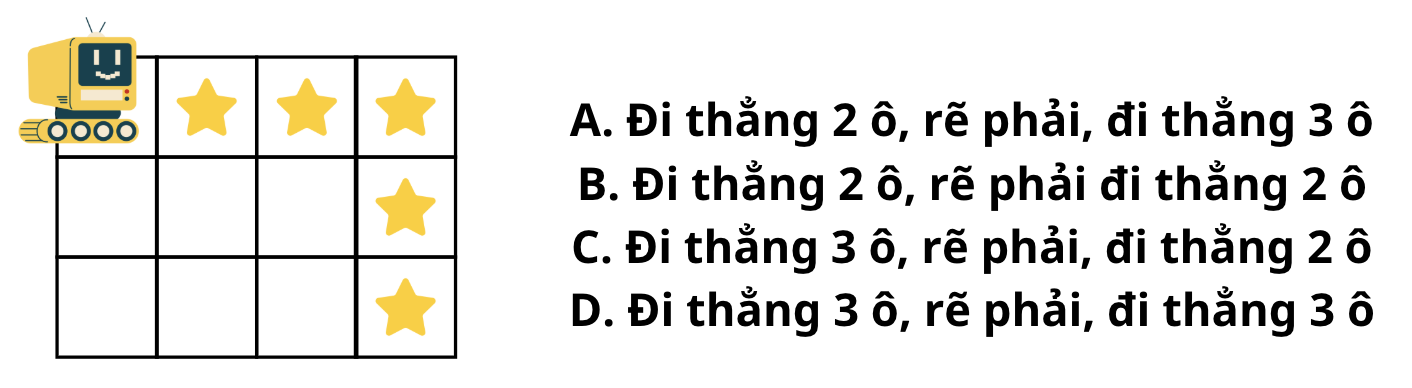 A. Đi thẳng 2 ô, rẽ phải, đi thẳng 3 ô
B. Đi thẳng 2 ô, rẽ phải đi thẳng 2 ô
C. Đi thẳng 3 ô, rẽ phải, đi thẳng 2 ô
D. Đi thẳng 3 ô, rẽ phải, đi thẳng 3 ô